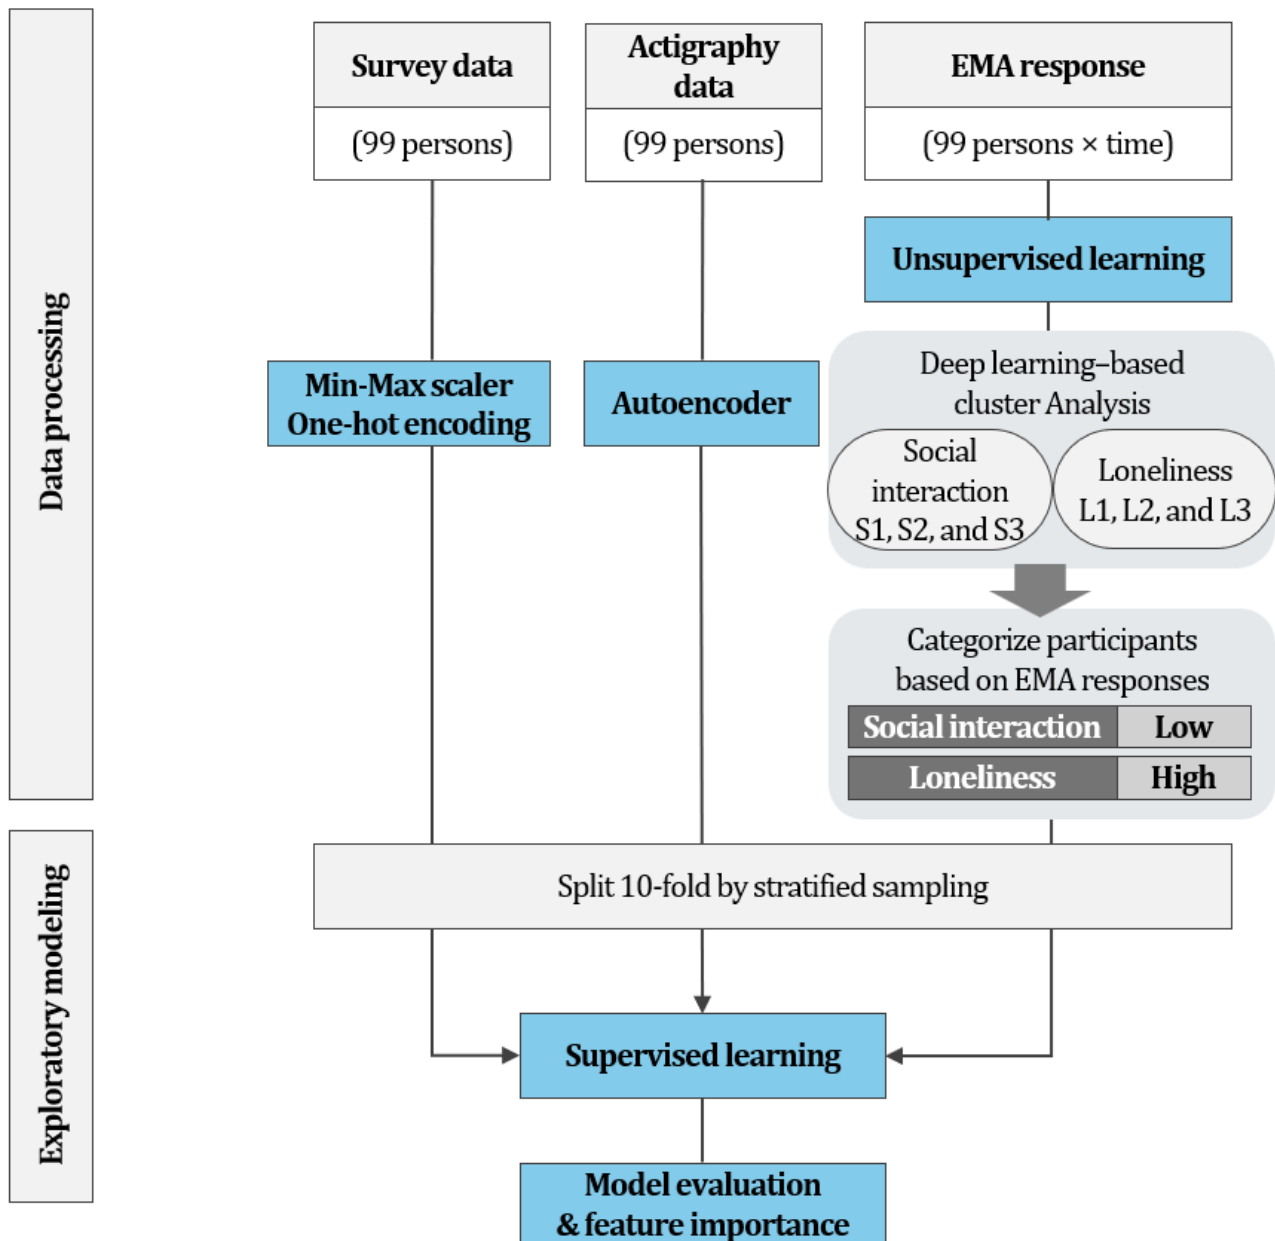 Data processing
Survey data
(99 persons)
Actigraphy
data
(99 persons)
EMA response
(99 persons × time)
Unsupervised learning
Min-Max scaler
One-hot encoding
Autoencoder
Deep learning–based
cluster Analysis
Social
interaction
S1, S2, and S3
Loneliness
L1, L2, and L3
Categorize participants
based on EMA responses
Social interaction Low
Loneliness High
Exploratory modeling
Split 10-fold by stratified sampling
Supervised learning
Model evaluation
& feature importance